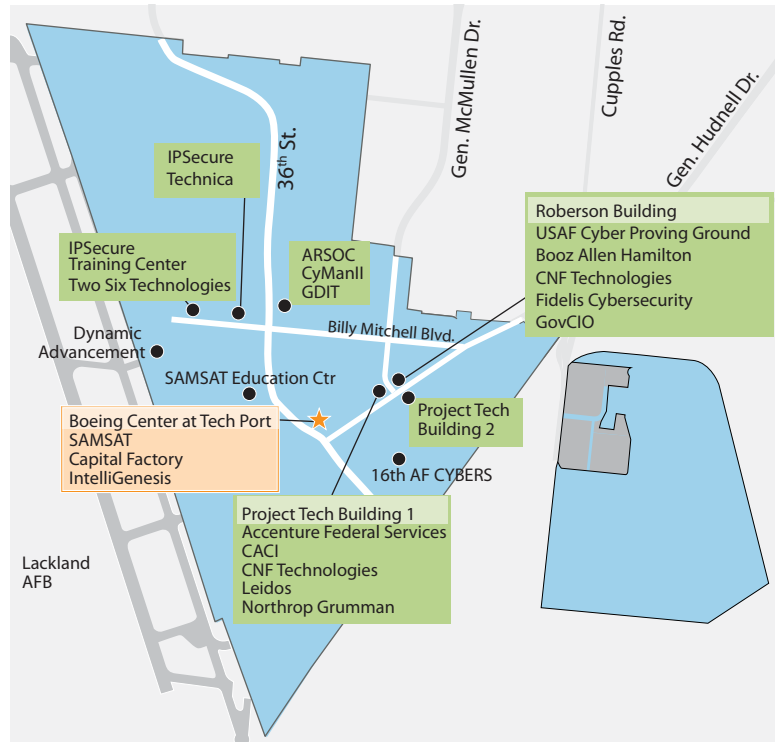 Gen. McMullen Dr.
Cupples Rd.
Gen. Hudnell Dr.
36th St.
IPSecure
Technica
Roberson Building
USAF Cyber Proving Ground
Booz Allen Hamilton
CNF Technologies
Fidelis Cybersecurity
GovCIO
IPSecure
Training Center
Two Six Technologies
ARSOC
CyManII
GDIT
Billy Mitchell Blvd.
Dynamic
Advancement
SAMSAT Education Ctr
Boeing Center at Tech Port
SAMSAT
Capital Factory
IntelliGenesis
Project Tech
Building 2
16th AF CYBERS
Project Tech Building 1
Accenture Federal Services
CACI
CNF Technologies
Leidos
Northrop Grumman
Lackland
AFB